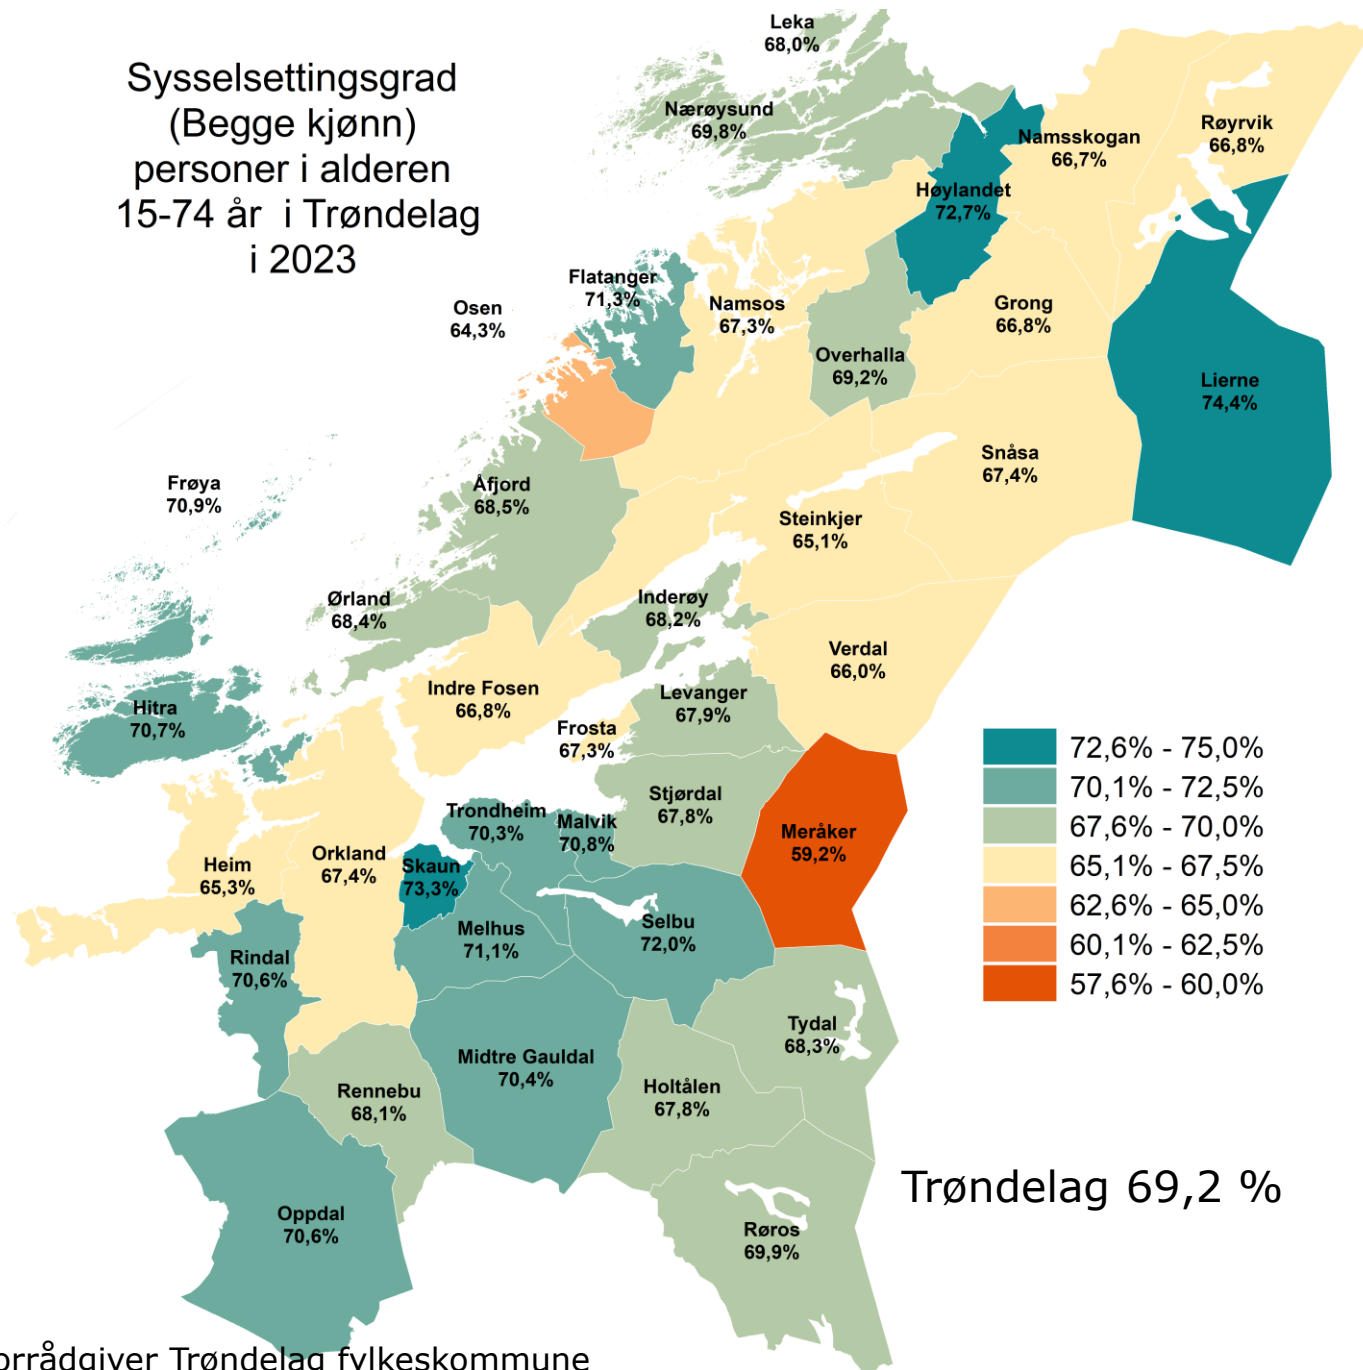 Sysselsettingsgrad
(Begge kjønn)
personer i alderen
15-74 år i Trøndelag
i 2023
Leka
68,0%
Nærøysund
69,8%
Namsskogan
66,7%
Røyrvik
66,8%
Høylandet
72,7%
Flatanger
71,3%
Osen
64,3%
Namsos
67,3%
Grong
66,8%
Overhalla
69,2%
Lierne
74,4%
Snåsa
67,4%
Frøya
70,9%
Åfjord
68,5%
Steinkjer
65,1%
Ørland
68,4%
Inderøy
68,2%
Verdal
66,0%
Hitra
70,7%
Indre Fosen
66,8%
Levanger
67,9%
Frosta
67,3%
Stjørdal
67,8%
Trondheim
70,3%
Malvik
70,8%
Meråker
59,2%
Heim
65,3%
Orkland
67,4%
Skaun
73,3%
Melhus
71,1%
Selbu
72,0%
Rindal
70,6%
Tydal
68,3%
Midtre Gauldal
70,4%
Rennebu
68,1%
Holtålen
67,8%
Oppdal
70,6%
Røros
69,9%
72,6% - 75,0%
70,1% - 72,5%
67,6% - 70,0%
65,1% - 67,5%
62,6% - 65,0%
60,1% - 62,5%
57,6% - 60,0%
Trøndelag 69,2 %
orrådgiver Trøndelag fylkeskommune